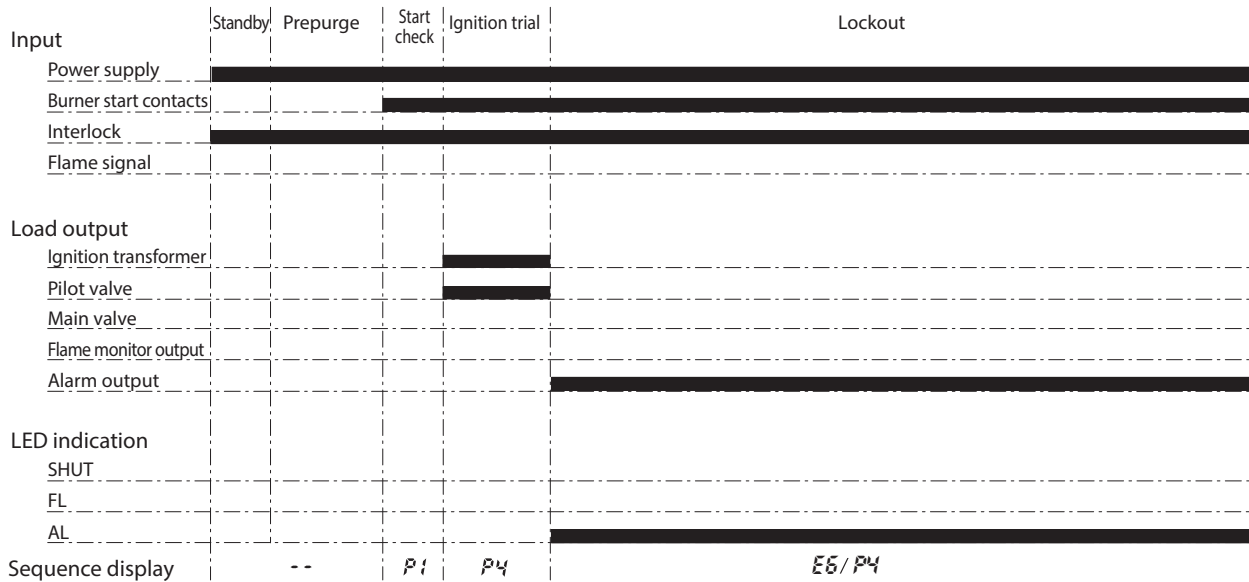 Standby Prepurge Start check Ignition trial Lockout
Input
Power supply
Burner start contacts
Interlock
Flame signal
Load output
Ignition transformer
Pilot valve
Main valve
Flame monitor output
Alarm output
LED indication
SHUT
FL
AL
Sequence display -- P1 P4 E6/P4